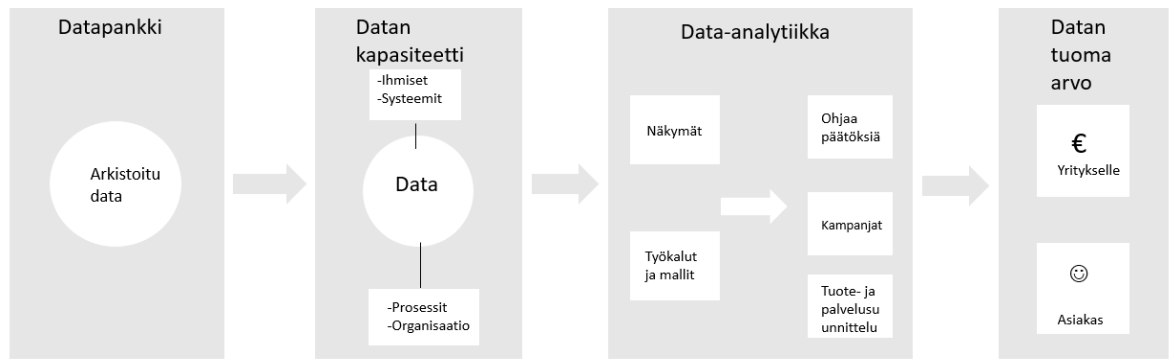 Datapankki
Arkistoitu
data
Datan
kapasiteetti
-Ihmiset
-Systeemit
Data
-Prosessit
-Organisaatio
Data-analytiikka
Näkymät
Työkalut
ja mallit
Ohjaa
päätöksiä
Kampanjat
Tuote- ja
palvelusu
unnittelu
Datan
tuoma
arvo
€
Yritykselle
☺
Asiakas